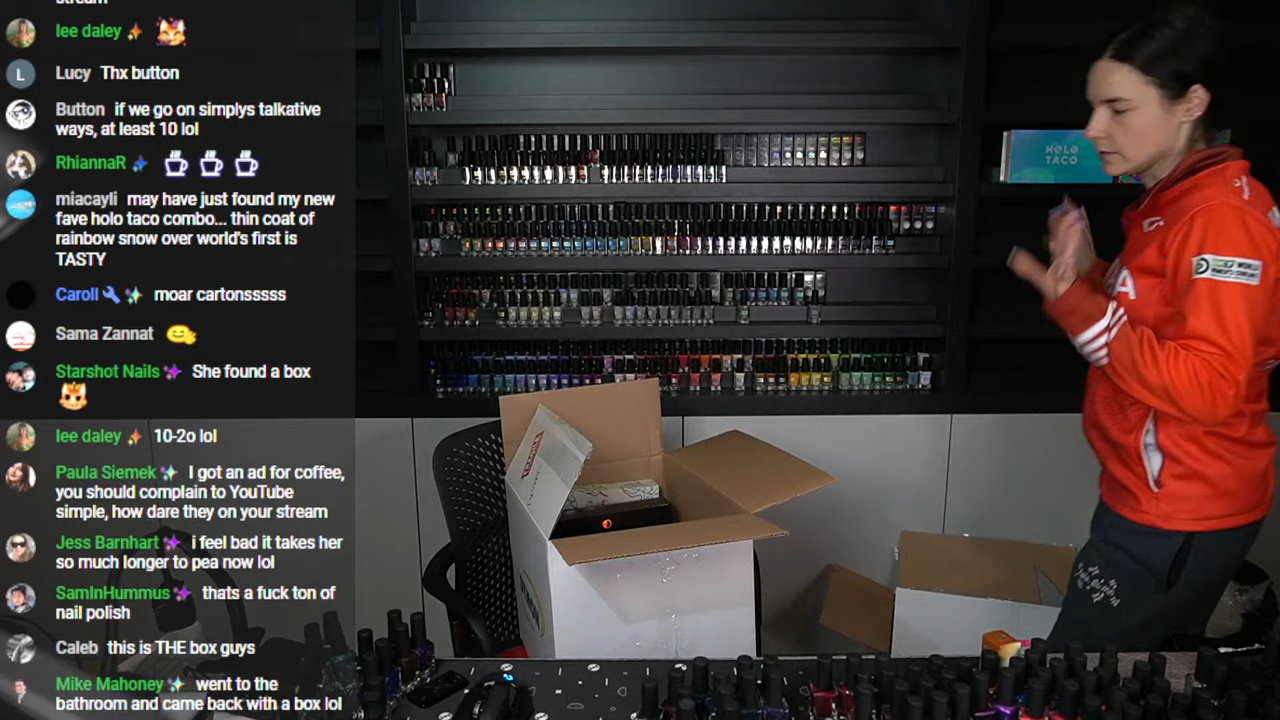 stream
lee daley
Lucy Thx button
Button if we go on simplys talkative
ways, at least 10 lol
RhiannaR
miacayli may have just found my new
fave holo taco combo... thin coat of
rainbow snow over world's first is
TASTY
Caroll moar cartonsssss
Sama Zannat
Starshot Nails She found a box
lee daley 10-2o lol
Paula Siemek I got an ad for coffee,
you should complain to YouTube
simple, how dare they on your stream
Jess Barnhart i feel bad it takes her
so much longer to pea now lol
SamInHummus thats a fuck ton of
nail polish
Caleb this is THE box guys
Mike Mahoney went to the
bathroom and came back with a box lol
L
HOLO
TACO